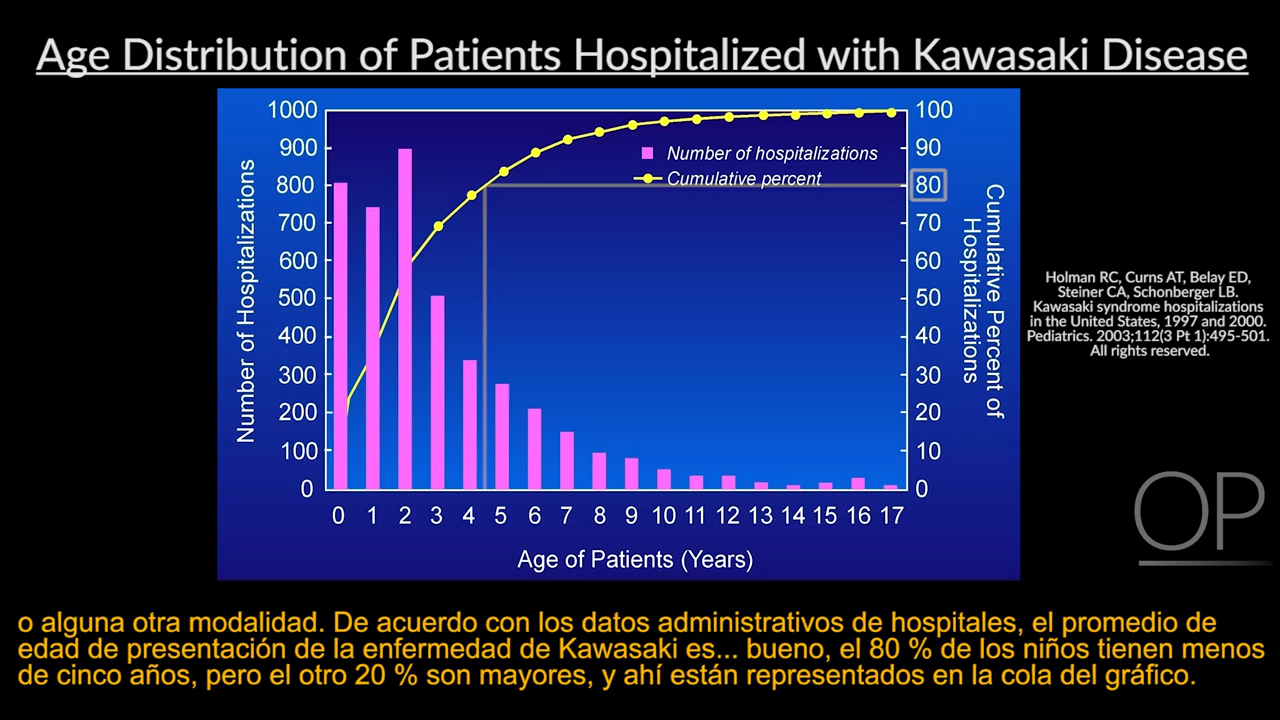 Age Distribution of Patients Hospitalized with Kawasaki Disease
1000
900
800
700
600
500
400
300
200
100
0
Number of Hospitalizations
Number of hospitalizations
Cumulative percent
100
90
80
70
60
50
40
30
20
10
0
Cumulative Percent of
Hospitalizations
0 1 2 3 4 5 6 7 8 9 10 11 12 13 14 15 16 17
Age of Patients (Years)
Holman RC, Curns AT, Belay ED,
Steiner CA, Schonberger LB.
Kawasaki syndrome hospitalizations
in the United States, 1997 and 2000.
Pediatrics. 2003;112(3 Pt 1):495-501.
All rights reserved.
OP
o alguna otra modalidad. De acuerdo con los datos administrativos de hospitales, el promedio de
edad de presentación de la enfermedad de Kawasaki es... bueno, el 80 % de los niños tienen menos
de cinco años, pero el otro 20 % son mayores, y ahí están representados en la cola del gráfico.